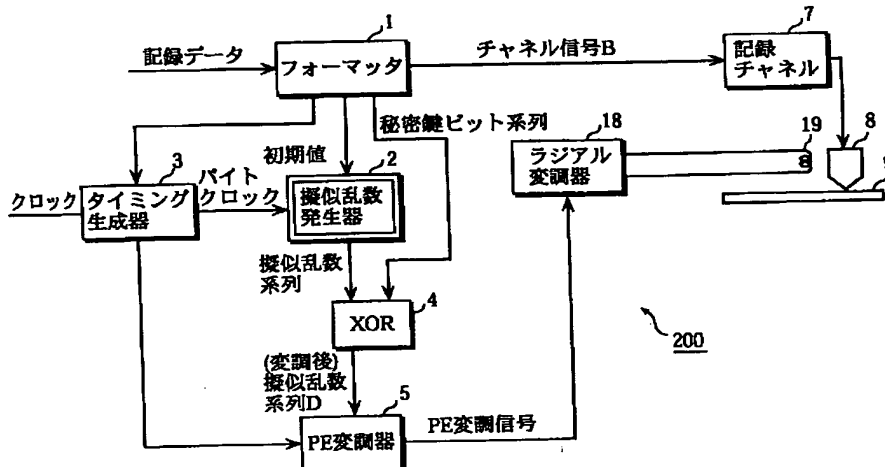 1
記録データ
フォーマッタ
チャネル信号B
7
記録
チャネル
秘密鍵ビット系列
18
ラジアル
変調器
19
8
8
9
初期値
3
クロック
タイミング
生成器
バイト
クロック
2
擬似乱数
発生器
擬似乱数
系列
4
XOR
200
(変調後)
擬似乱数
系列D
5
PE変調器
PE変調信号